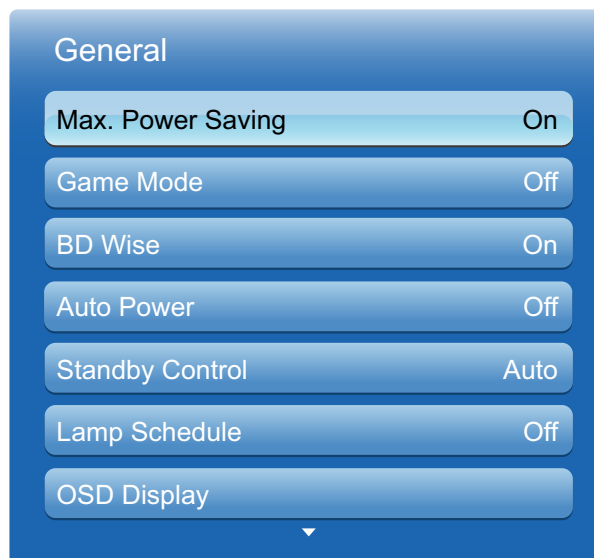 General
Max. Power Saving On
Game Mode Off
BD Wise On
Auto Power Off
Standby Control Auto
Lamp Schedule Off
OSD Display